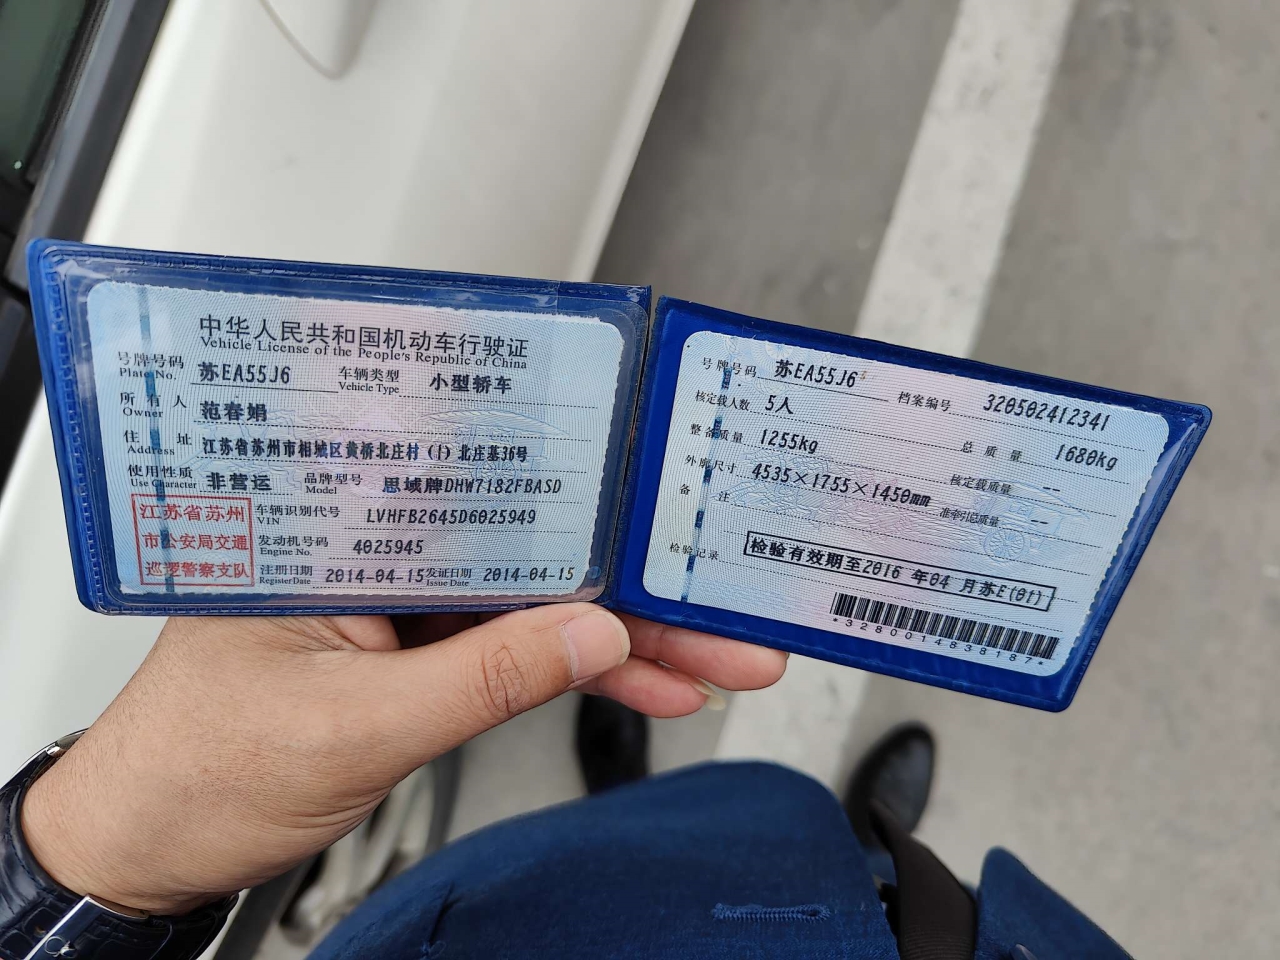 中华人民共和国机动车行驶证
Vehicle License of the People's Republic of China
号牌号码 苏EA55J6 车辆类型 小型轿车
Plate No. Vehicle Type
所有人 范春娟
Owner
住址 江苏省苏州市相城区黄桥北庄村(1)北庄基36号
Address
使用性质 非营运 品牌型号 思域牌DHW7182FBASD
Use Character Model
江苏省苏州
市公安局交通
巡逻警察支队
车辆识别代号 LVHFB2645D6025949
VIN
发动机号码 4025945
Engine No.
注册日期 2014-04-15 发证日期 2014-04-15
Register Date Issue Date
号牌号码 苏EA55J6 档案编号 320502412341
核定载人数 5人 总质量 1680kg
整备质量 1255kg 核定载质量 --
外廓尺寸 4535×1755×1450mm 准牵引总质量 --
备注
检验记录 检验有效期至2016年04月苏E(01)
*3280014838187*